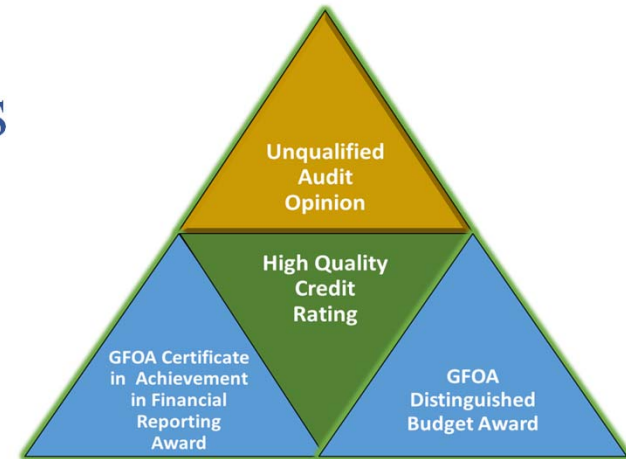 s
Unqualified
Audit
Opinion
High Quality
Credit
Rating
GFOA Certificate
in Achievement
in Financial
Reporting
Award
GFOA
Distinguished
Budget Award